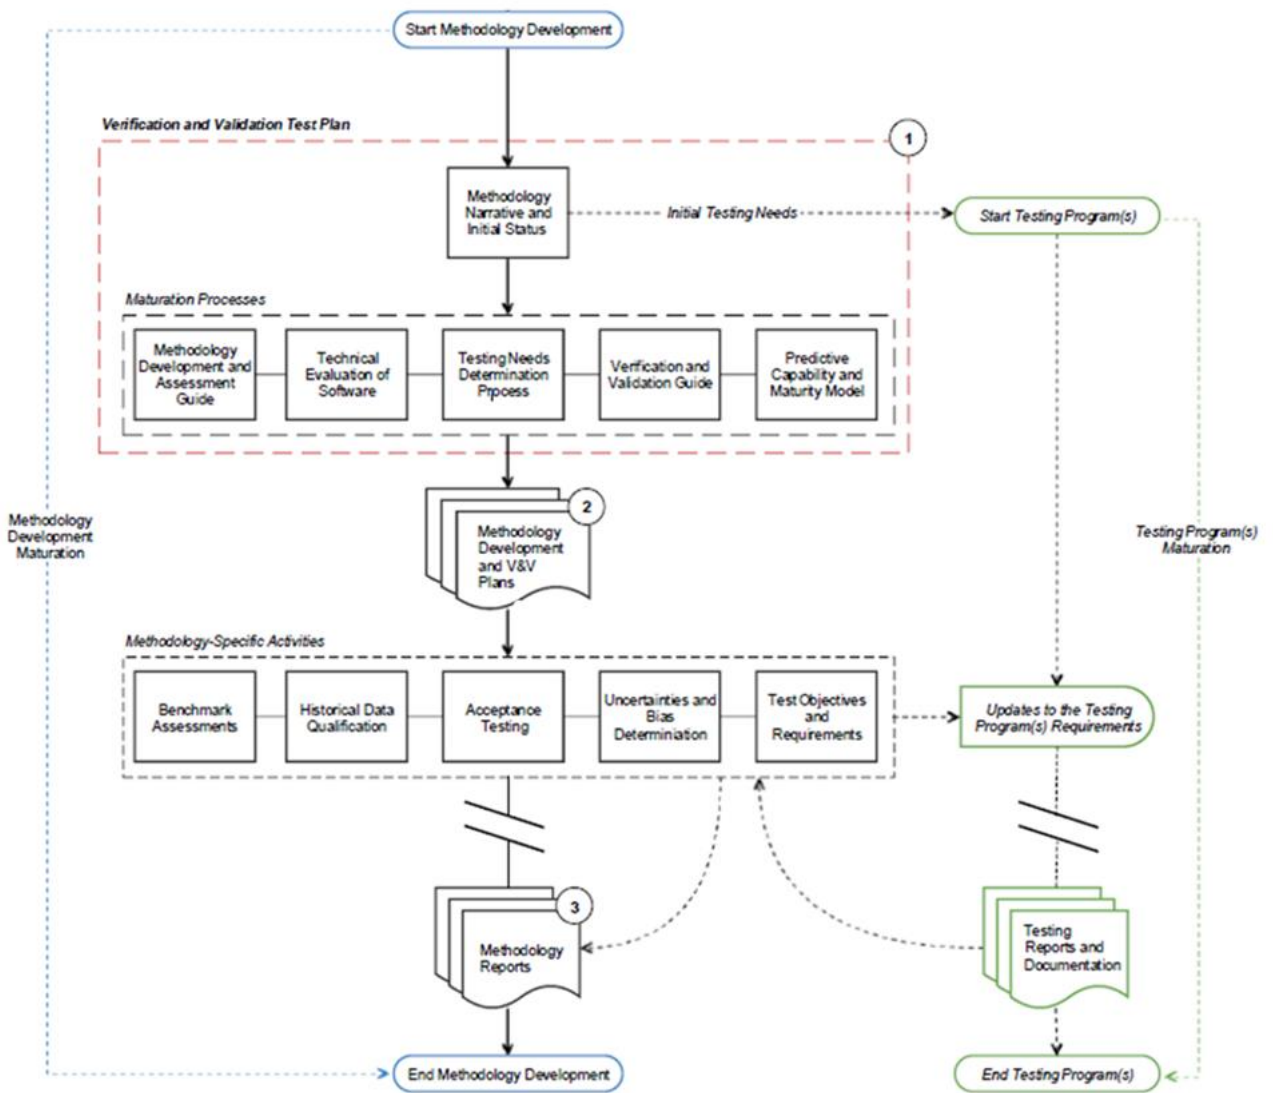 Start Methodology Development
Verification and Validation Test Plan
1
Methodology
Narrative and
Initial Status
Initial Testing Needs
Start Testing Program(s)
Maturation Processes
Methodology
Development and
Assessment
Guide
Technical
Evaluation of
Software
Testing Needs
Determination
Prpcess
Verification and
Validation Guide
Predictive
Capability and
Maturity Model
2
Methodology
Development
and V&V
Plans
Methodology
Development
Maturation
Testing Program(s)
Maturation
Methodology-Specific Activities
Benchmark
Assessments
Historical Data
Qualification
Acceptance
Testing
Uncertainties and
Bias
Determiniation
Test Objectives
and
Requirements
Updates to the Testing
Program(s) Requirements
3
Methodology
Reports
Testing
Reports and
Documentation
End Methodology Development
End Testing Program(s)